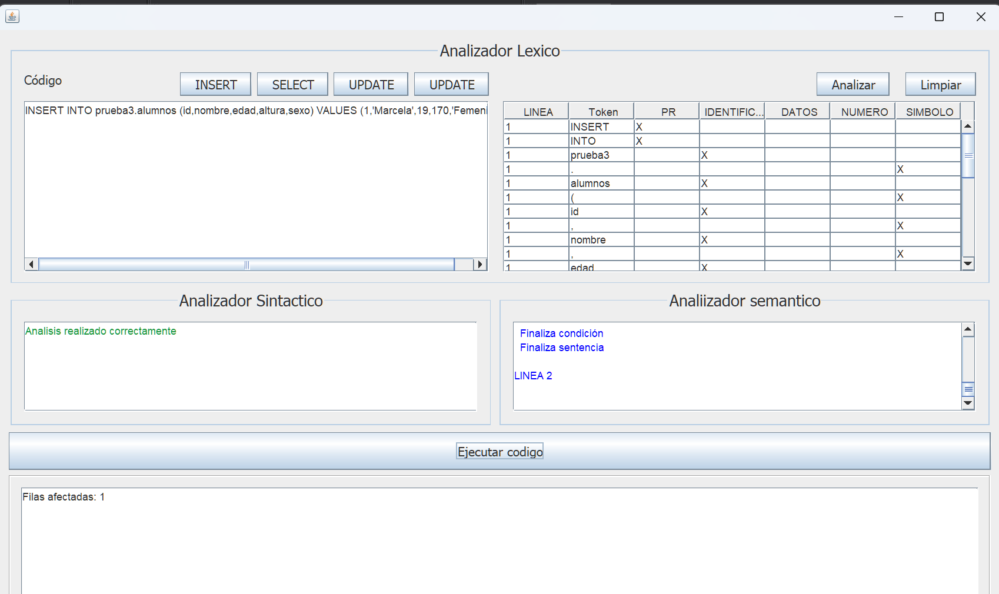 Analizador Lexico
Código
INSERT SELECT UPDATE UPDATE
Analizar Limpiar
INSERT INTO prueba3.alumnos (id,nombre,edad,altura,sexo) VALUES (1,'Marcela',19,170,'Femeni
LINEA Token PR IDENTIFIC... DATOS NUMERO SIMBOLO
1 INSERT X
1 INTO X
1 prueba3 X
1 . X
1 alumnos X
1 ( X
1 id X
1 , X
1 nombre X
1 , X
1 edad X
Analizador Sintactico
Analisis realizado correctamente
Analiizador semantico
Finaliza condición
Finaliza sentencia
LINEA 2
Ejecutar codigo
Filas afectadas: 1